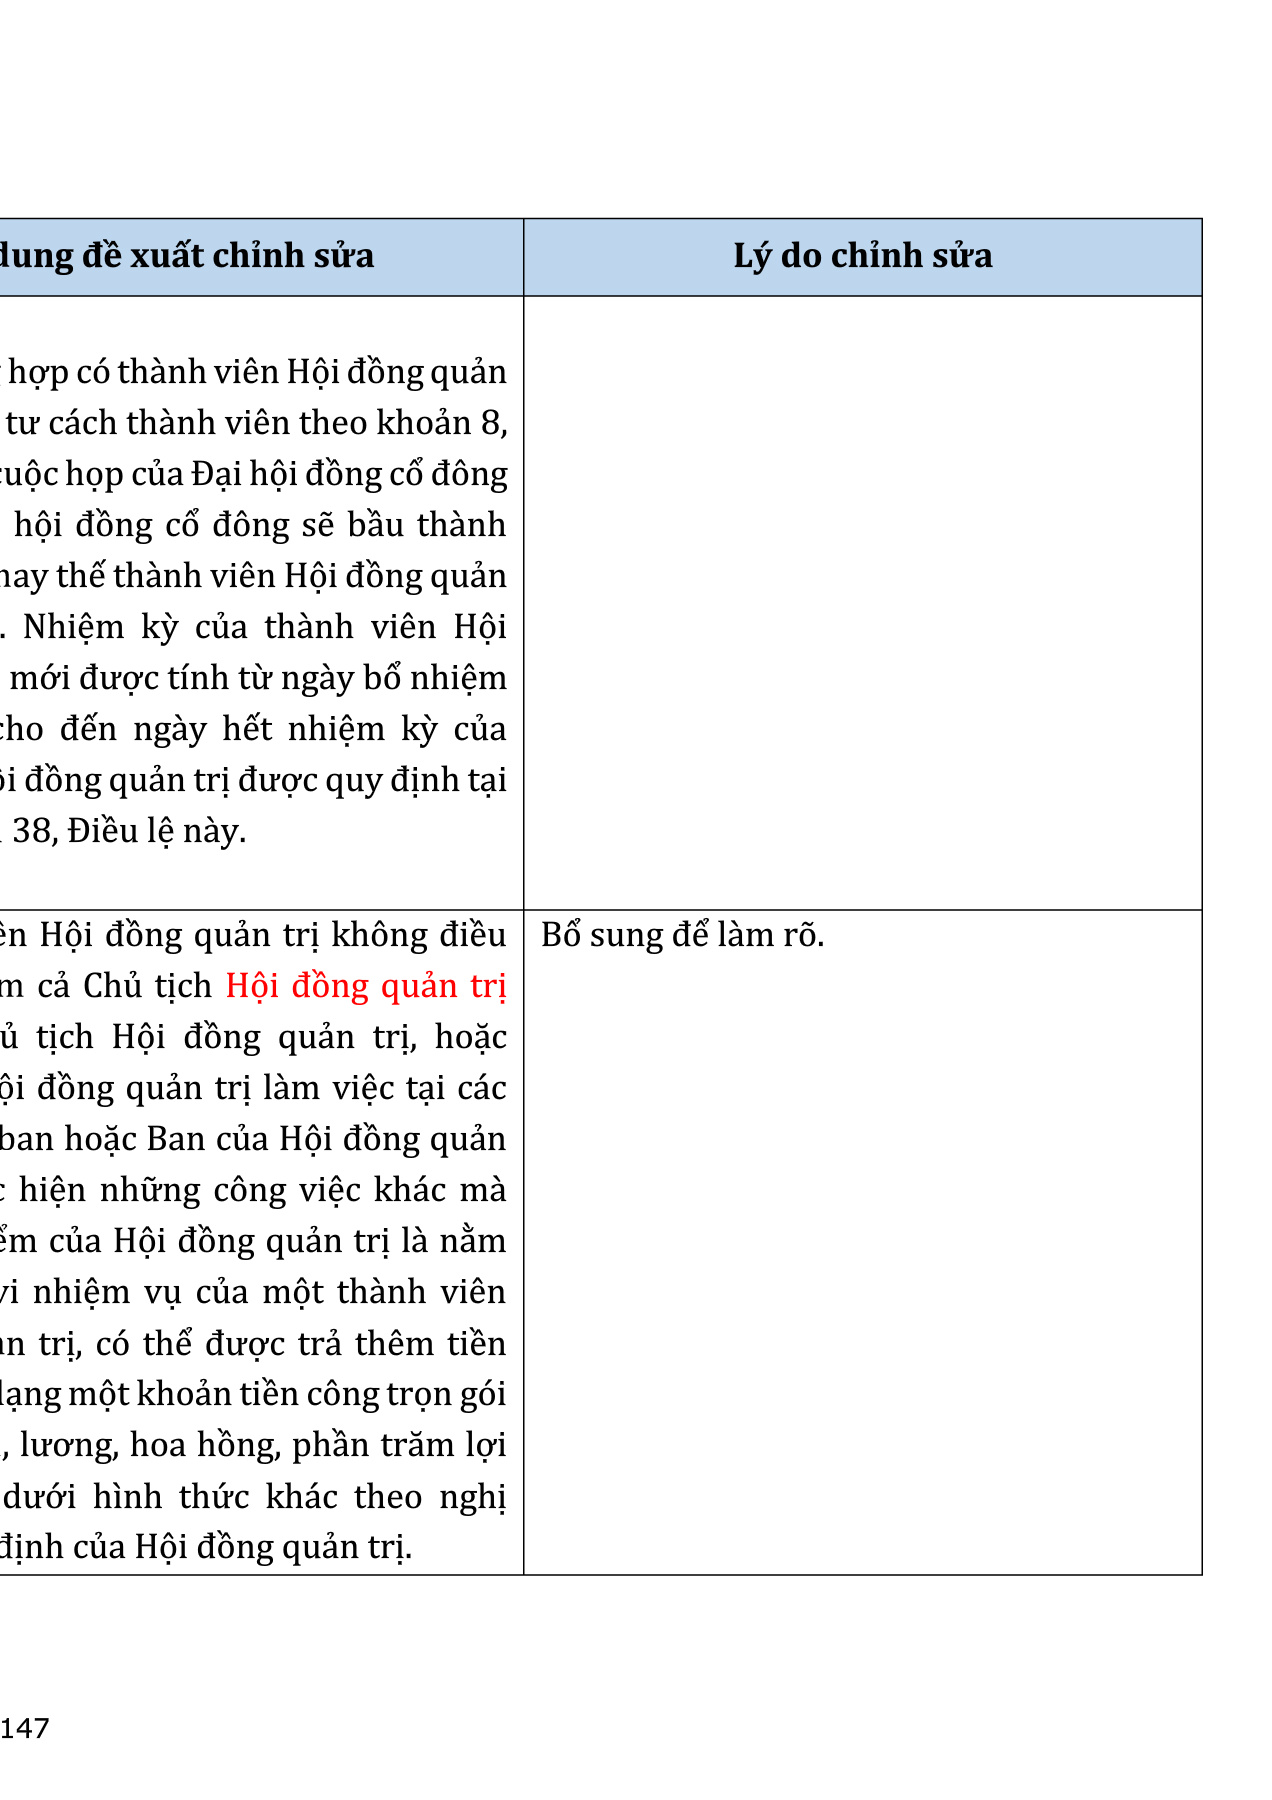 dung đề xuất chỉnh sửa
Lý do chỉnh sửa
hợp có thành viên Hội đồng quản
tư cách thành viên theo khoản 8,
cuộc họp của Đại hội đồng cổ đông
hội đồng cổ đông sẽ bầu thành
thành viên Hội đồng quản
. Nhiệm kỳ của thành viên Hội
mới được tính từ ngày bổ nhiệm
cho đến ngày hết nhiệm kỳ của
đồng quản trị được quy định tại
38, Điều lệ này.
Hội đồng quản trị không điều
cả Chủ tịch Hội đồng quản trị
tịch Hội đồng quản trị, hoặc
đồng quản trị làm việc tại các
ban hoặc Ban của Hội đồng quản
hiện những công việc khác mà
của Hội đồng quản trị là nằm
vi nhiệm vụ của một thành viên
trị, có thể được trả thêm tiền
một khoản tiền công trọn gói
, lương, hoa hồng, phần trăm lợi
dưới hình thức khác theo nghị
định của Hội đồng quản trị.
Bổ sung để làm rõ.
147